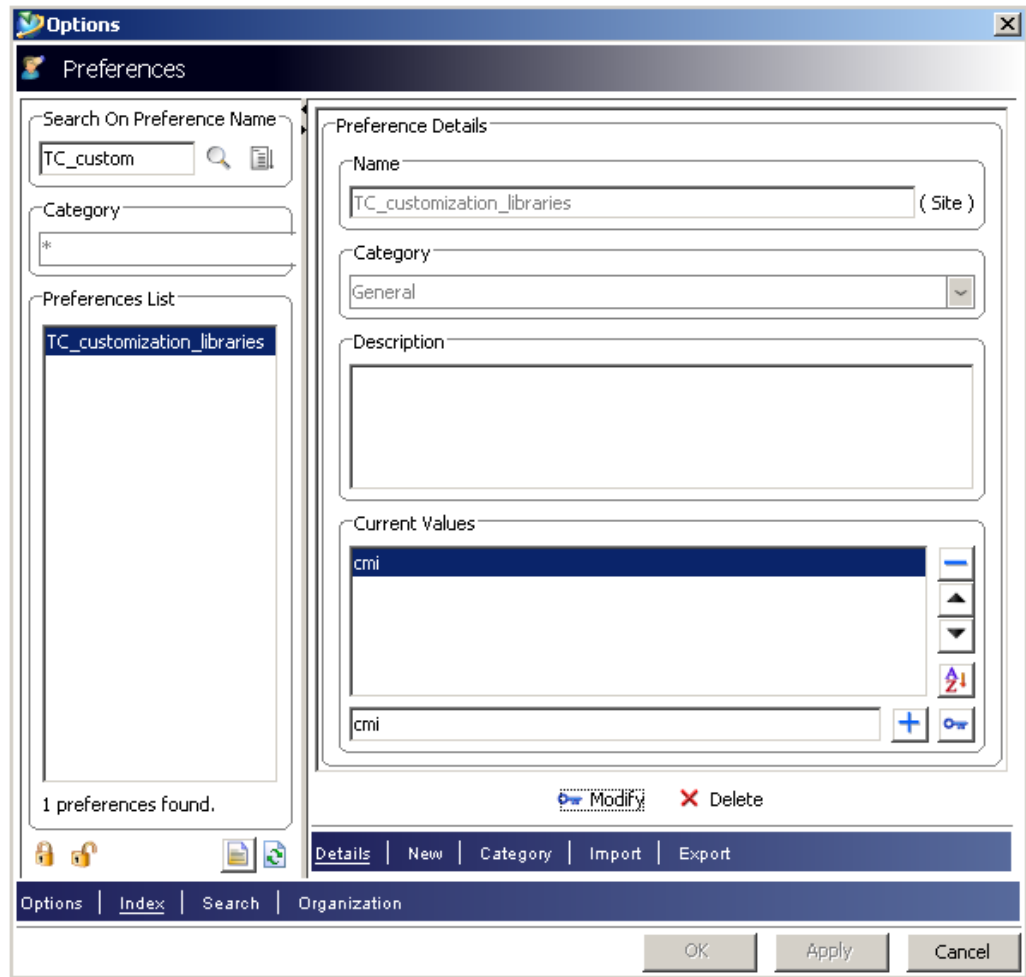 Options
Preferences
Search On Preference Name
TC_custom
Category
*
Preferences List
TC_customization_libraries
1 preferences found.
Preference Details
Name
TC_customization_libraries ( Site )
Category
General
Description
Current Values
cmi
cmi
Modify Delete
Details | New | Category | Import | Export
Options | Index | Search | Organization
OK Apply Cancel